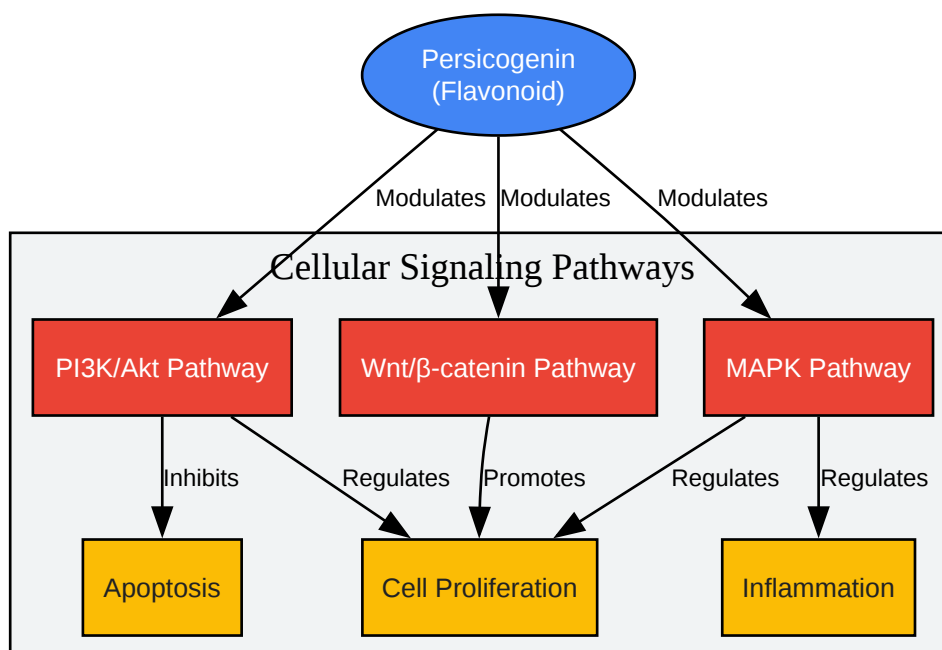 Persicogenin
(Flavonoid)
Modulates
Modulates
Modulates
Cellular Signaling Pathways
PI3K/Akt Pathway
Wnt/β-catenin Pathway
MAPK Pathway
Inhibits
Regulates
Promotes
Regulates
Regulates
Apoptosis
Cell Proliferation
Inflammation